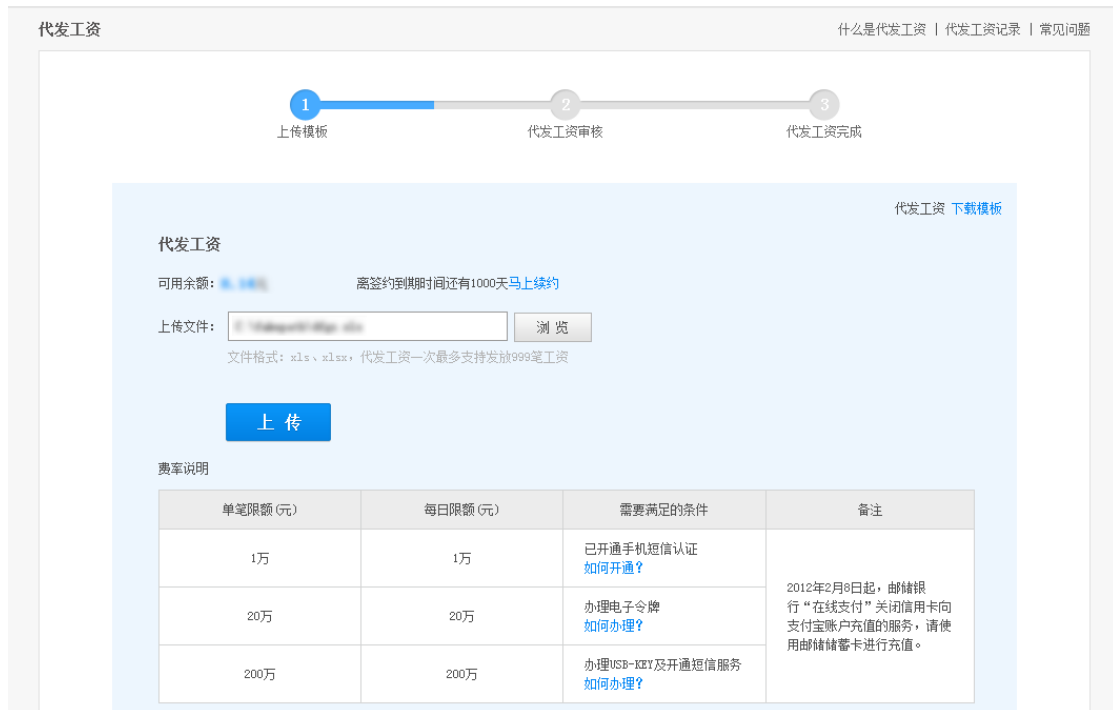 代发工资
什么是代发工资 | 代发工资记录 | 常见问题
1
2
3
上传模板
代发工资审核
代发工资完成
代发工资 下载模板
代发工资
可用余额:
离签约到期时间还有1000天马上续约
上传文件:
浏 览
文件格式: xls、xlsx, 代发工资一次最多支持发放999笔工资
上 传
费率说明
单笔限额(元)
每日限额(元)
需要满足的条件
备注
1万
1万
已开通手机短信认证
如何开通?
20万
20万
办理电子令牌
如何办理?
200万
200万
办理USB-KEY及开通短信服务
如何办理?
2012年2月8日起, 邮储银
行“在线支付”关闭信用卡向
支付宝账户充值的服务, 请使
用邮储储蓄卡进行充值。